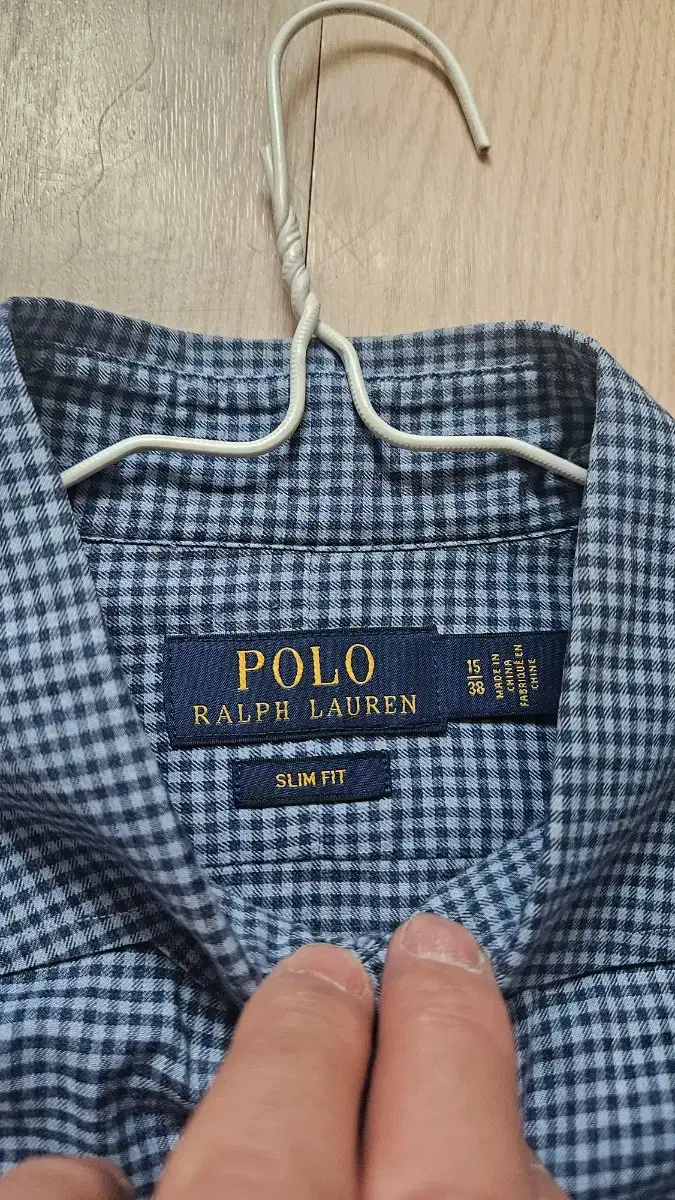 POLO
RALPH LAUREN
15
38
MADE IN
CHINA
FABRIQUÉ EN
CHINE
SLIM FIT